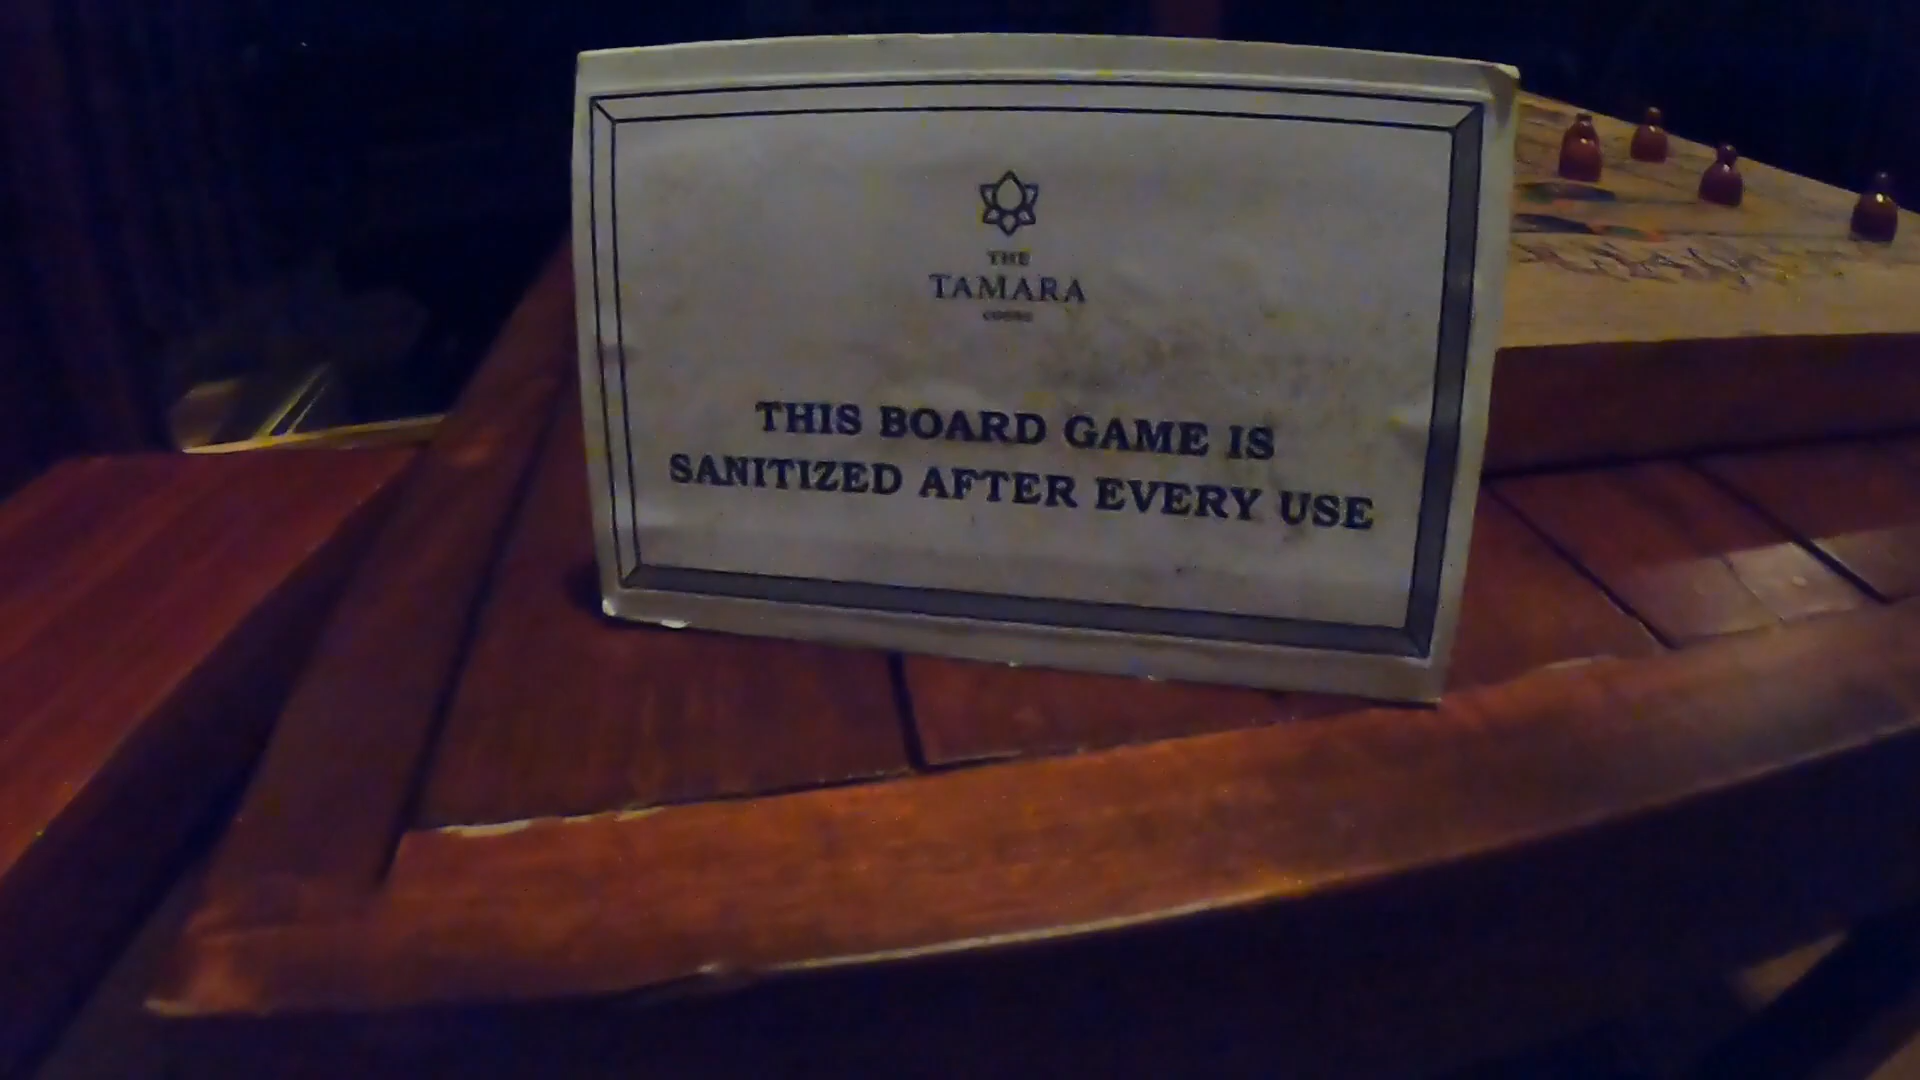 THE
TAMARA
THIS BOARD GAME IS
SANITIZED AFTER EVERY USE